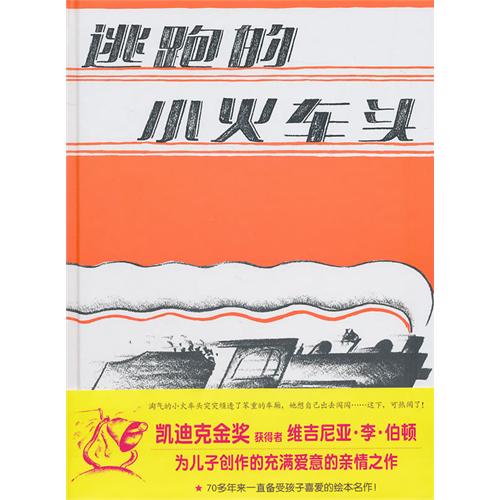 逃跑的
小火车头
淘气的小火车头突突烦透了笨重的车厢，她想自己出去闯闯……这下，可热闹了！
凯迪克金奖 获得者 维吉尼亚·李·伯顿
为儿子创作的充满爱意的亲情之作
★ 70多年来一直备受孩子喜爱的绘本名作！